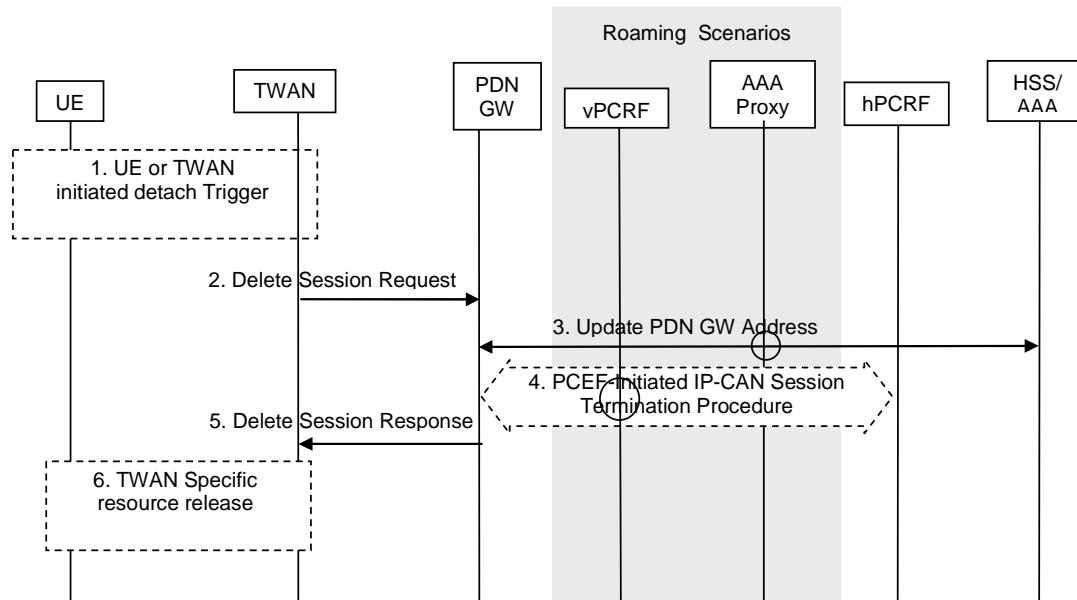 Roaming Scenarios
UE
TWAN
PDN
GW
vPCRF
AAA
Proxy
hPCRF
HSS/
AAA
1. UE or TWAN
initiated detach Trigger
2. Delete Session Request
3. Update PDN GW Address
4. PCEF-Initiated IP-CAN Session
Termination Procedure
5. Delete Session Response
6. TWAN Specific
resource release